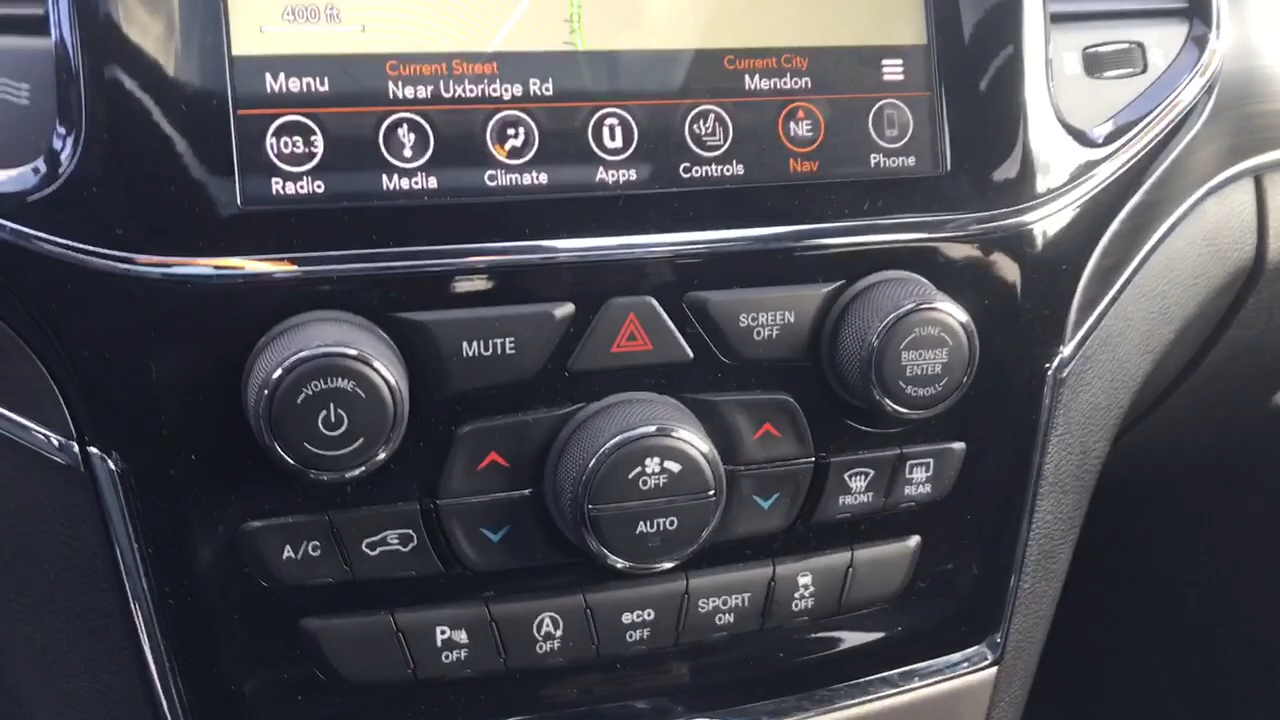 400 ft
Menu
Current Street
Near Uxbridge Rd
Current City
Mendon
103.3
Radio
Media
Climate
Apps
Controls
NE
Nav
Phone
VOLUME
MUTE
SCREEN
OFF
TUNE
BROWSE
ENTER
SCROLL
OFF
AUTO
FRONT
REAR
A/C
P
OFF
A
OFF
eco
OFF
SPORT
ON
OFF